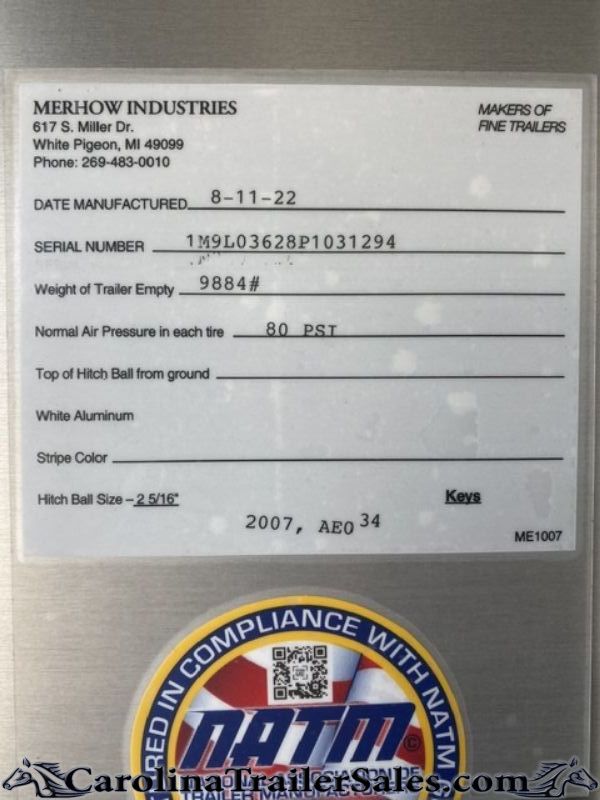 MERHOW INDUSTRIES
617 S. Miller Dr.
White Pigeon, MI 49099
Phone: 269-483-0010
MAKERS OF
FINE TRAILERS
DATE MANUFACTURED 8-11-22
SERIAL NUMBER 1M9L03628P1031294
Weight of Trailer Empty 9884#
Normal Air Pressure in each tire 80 PSI
Top of Hitch Ball from ground
White Aluminum
Stripe Color
Hitch Ball Size – 2 5/16"
Keys
2007, AE0 34
ME1007
IN COMPLIANCE WITH NATM
NATM
©
CarolinaTrailerSales.com